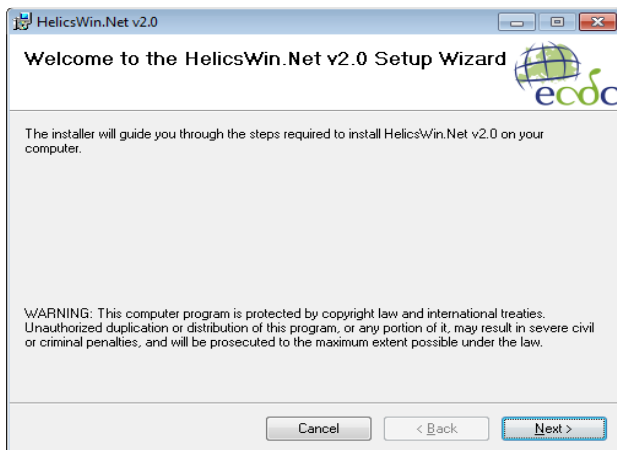 HelicsWin.Net v2.0
Welcome to the HelicsWin.Net v2.0 Setup Wizard
ecdc
The installer will guide you through the steps required to install HelicsWin.Net v2.0 on your
computer.
WARNING: This computer program is protected by copyright law and international treaties.
Unauthorized duplication or distribution of this program, or any portion of it, may result in severe civil
or criminal penalties, and will be prosecuted to the maximum extent possible under the law.
Cancel < Back Next >